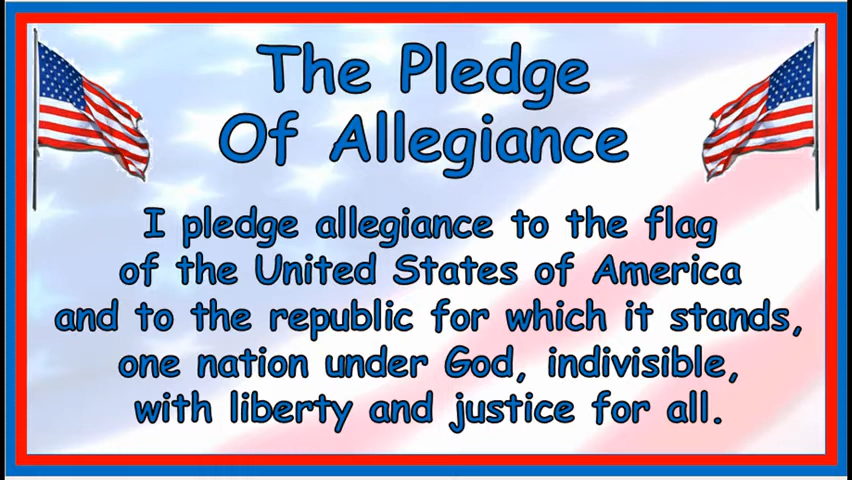 The Pledge
Of Allegiance
I pledge allegiance to the flag
of the United States of America
and to the republic for which it stands,
one nation under God, indivisible,
with liberty and justice for all.